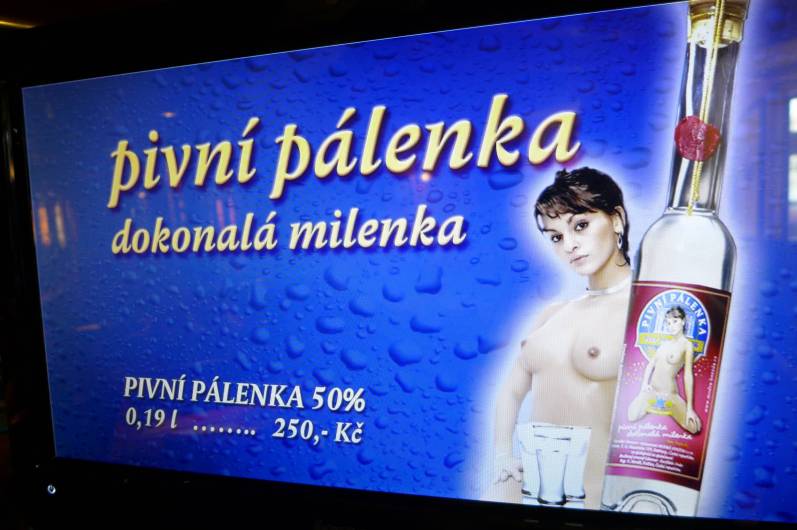 pivní pálenka
dokonalá milenka
PIVNÍ PÁLENKA 50%
0,19 l ........ 250,- Kč
PIVNÍ PÁLENKA
pivní pálenka
dokonalá milenka